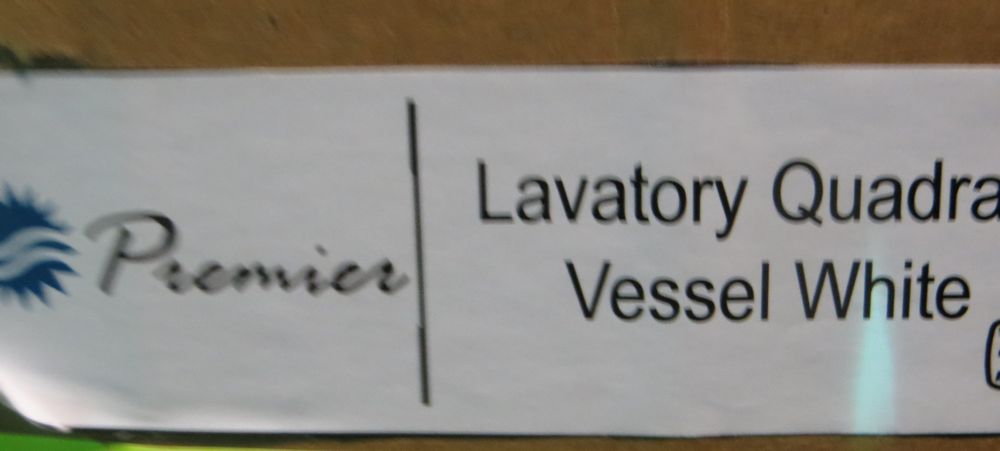 Premier
Lavatory Quadra
Vessel White